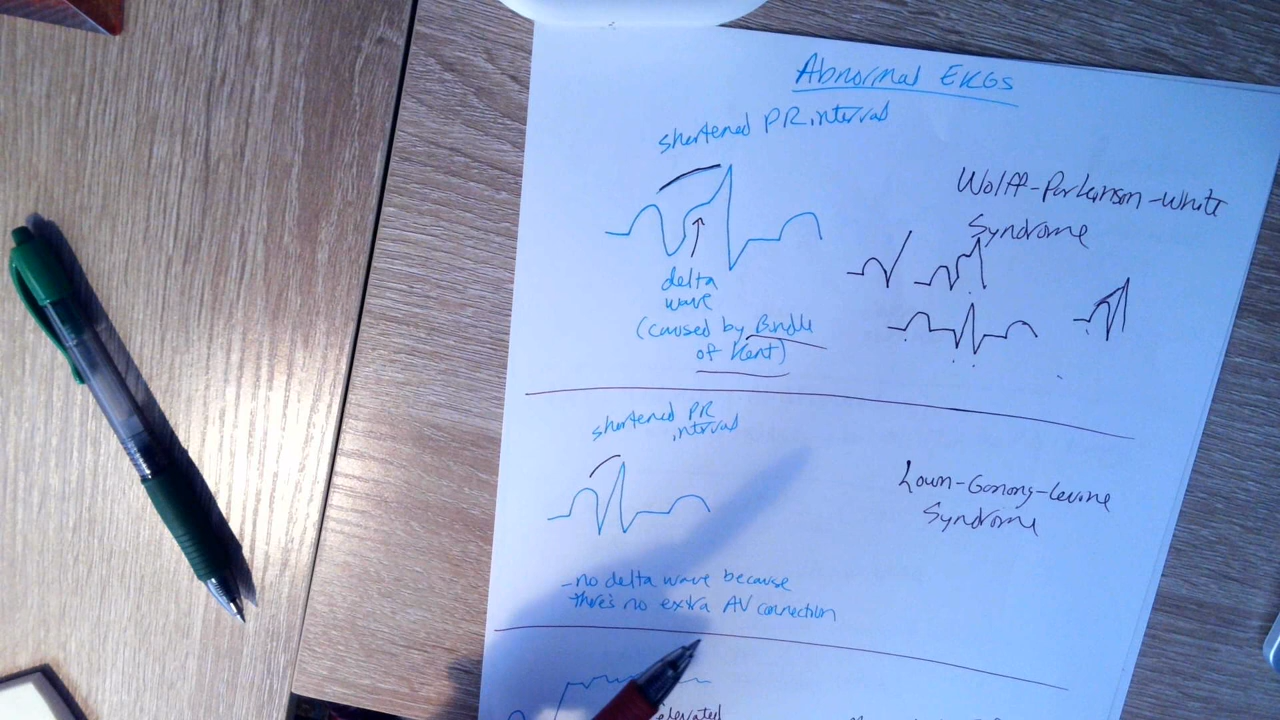 Abnormal EKGs
shortened PR interval
Wolff-Parkinson-White
Syndrome
delta
wave
(caused by Bundle
of Kent)
shortened PR
interval
Lown-Ganong-Levine
Syndrome
-no delta wave because
there's no extra AV connection
elevated